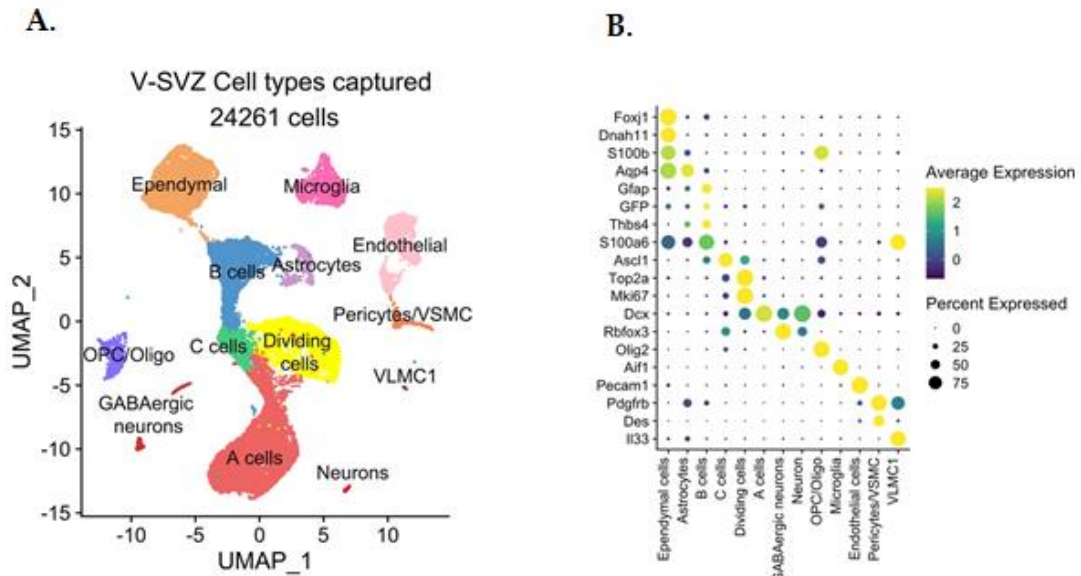 A.
V-SVZ Cell types captured
24261 cells
15
10
5
0
-5
-10
-15
UMAP_2
-10
-5
0
5
10
UMAP_1
Ependymal
Microglia
Endothelial
B cells
Astrocytes
Pericytes/VSMC
C cells
Dividing
cells
OPC/Oligo
VLMC1
GABAergic
neurons
A cells
Neurons
B.
Foxj1
Dnah11
S100b
Aqp4
Gfap
GFP
Thbs4
S100a6
Ascl1
Top2a
Mki67
Dcx
Rbfox3
Olig2
Aif1
Pecam1
Pdgfrb
Des
Il33
Ependymal cells
Astrocytes
B cells
C cells
Dividing cells
A cells
GABAergic neurons
Neuron
OPC/Oligo
Microglia
Endothelial cells
Pericytes/VSMC
VLMC1
Average Expression
2
1
0
Percent Expressed
0
25
50
75